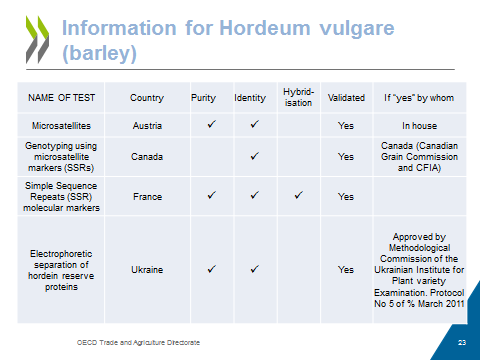 Information for Hordeum vulgare
(barley)
NAME OF TEST Country Purity Identity Hybrid-
isation Validated If "yes" by whom
Microsatellites Austria ✓ ✓ Yes In house
Genotyping using
microsatellite
markers (SSRs) Canada ✓ Yes Canada (Canadian
Grain Commission
and CFIA)
Simple Sequence
Repeats (SSR)
molecular markers France ✓ ✓ ✓ Yes
Electrophoretic
separation of
hordein reserve
proteins Ukraine ✓ ✓ Yes Approved by
Methodological
Commission of the
Ukrainian Institute for
Plant variety
Examination. Protocol
No 5 of % March 2011
OECD Trade and Agriculture Directorate 23